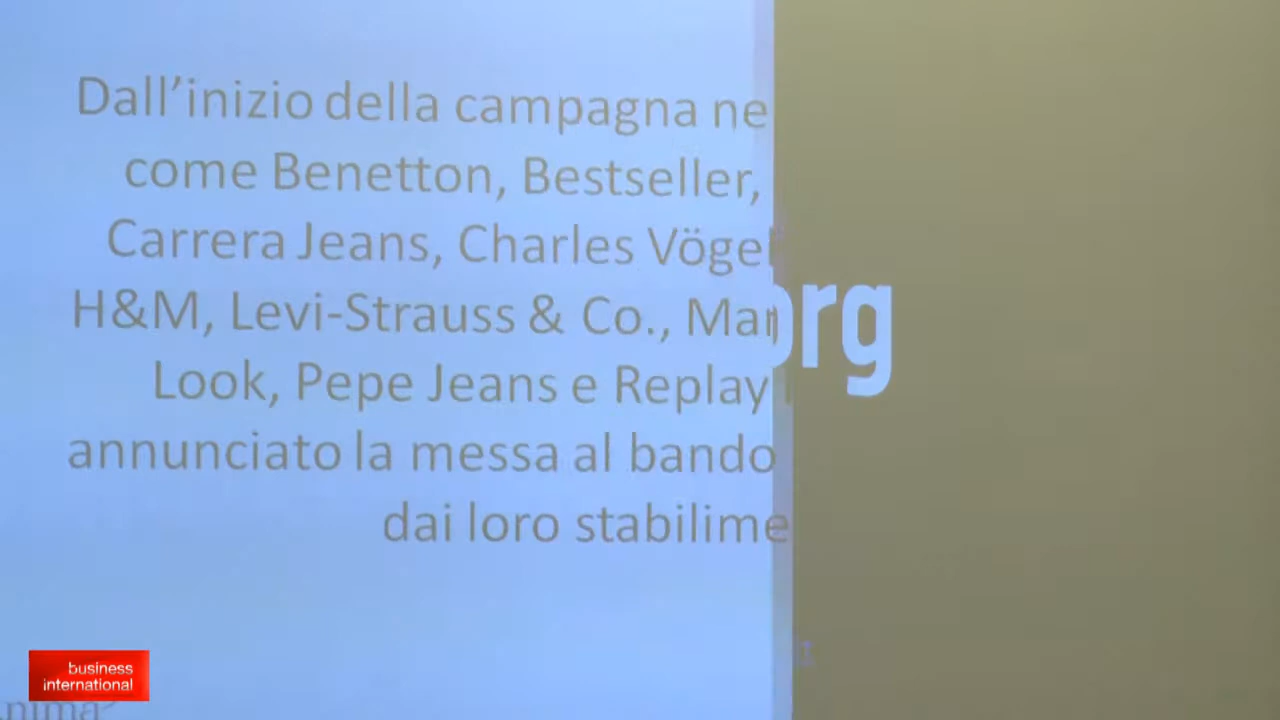 Dall'inizio della campagna ne
come Benetton, Bestseller,
Carrera Jeans, Charles Vögel
H&M, Levi-Strauss & Co., Mar
Look, Pepe Jeans e Replay
annunciato la messa al bando
dai loro stabilime
org
business
international